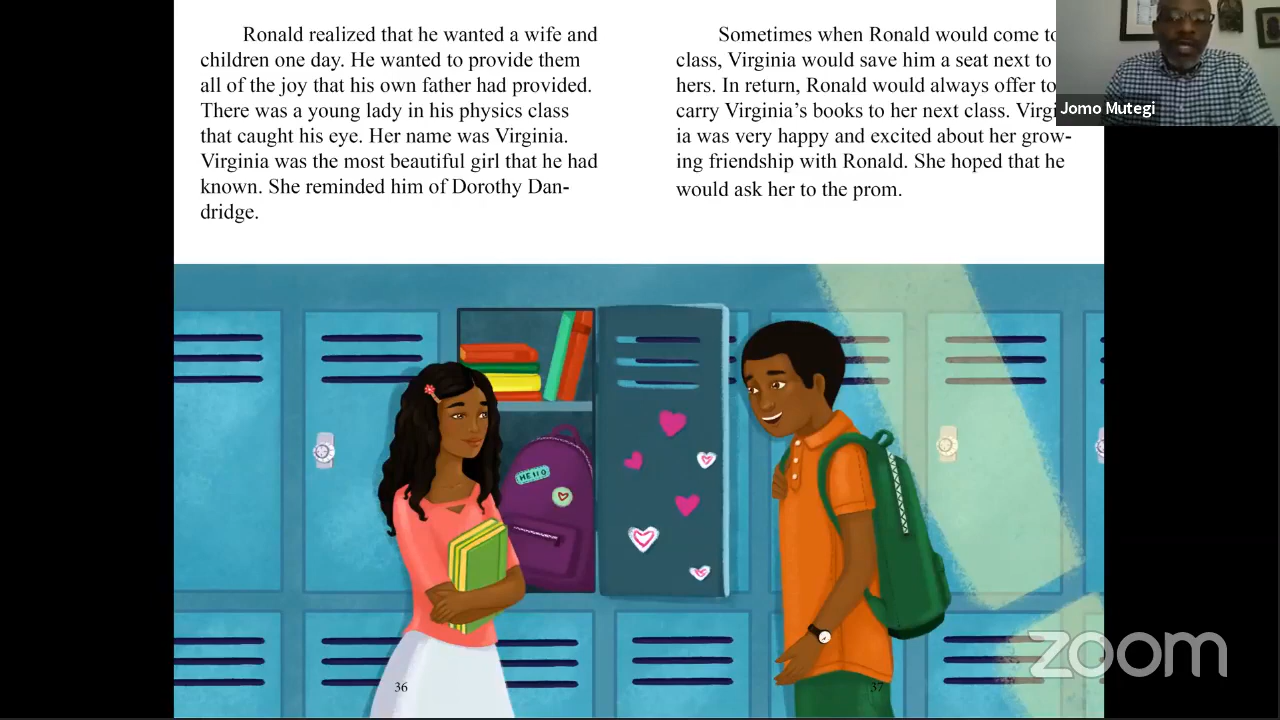 Ronald realized that he wanted a wife and
children one day. He wanted to provide them
all of the joy that his own father had provided.
There was a young lady in his physics class
that caught his eye. Her name was Virginia.
Virginia was the most beautiful girl that he had
known. She reminded him of Dorothy Dan-
dridge.
Sometimes when Ronald would come to
class, Virginia would save him a seat next to
hers. In return, Ronald would always offer to
carry Virginia's books to her next class. Virgi
ia was very happy and excited about her grow-
ing friendship with Ronald. She hoped that he
would ask her to the prom.
Jomo Mutegi
HELLO
36
37
zoom